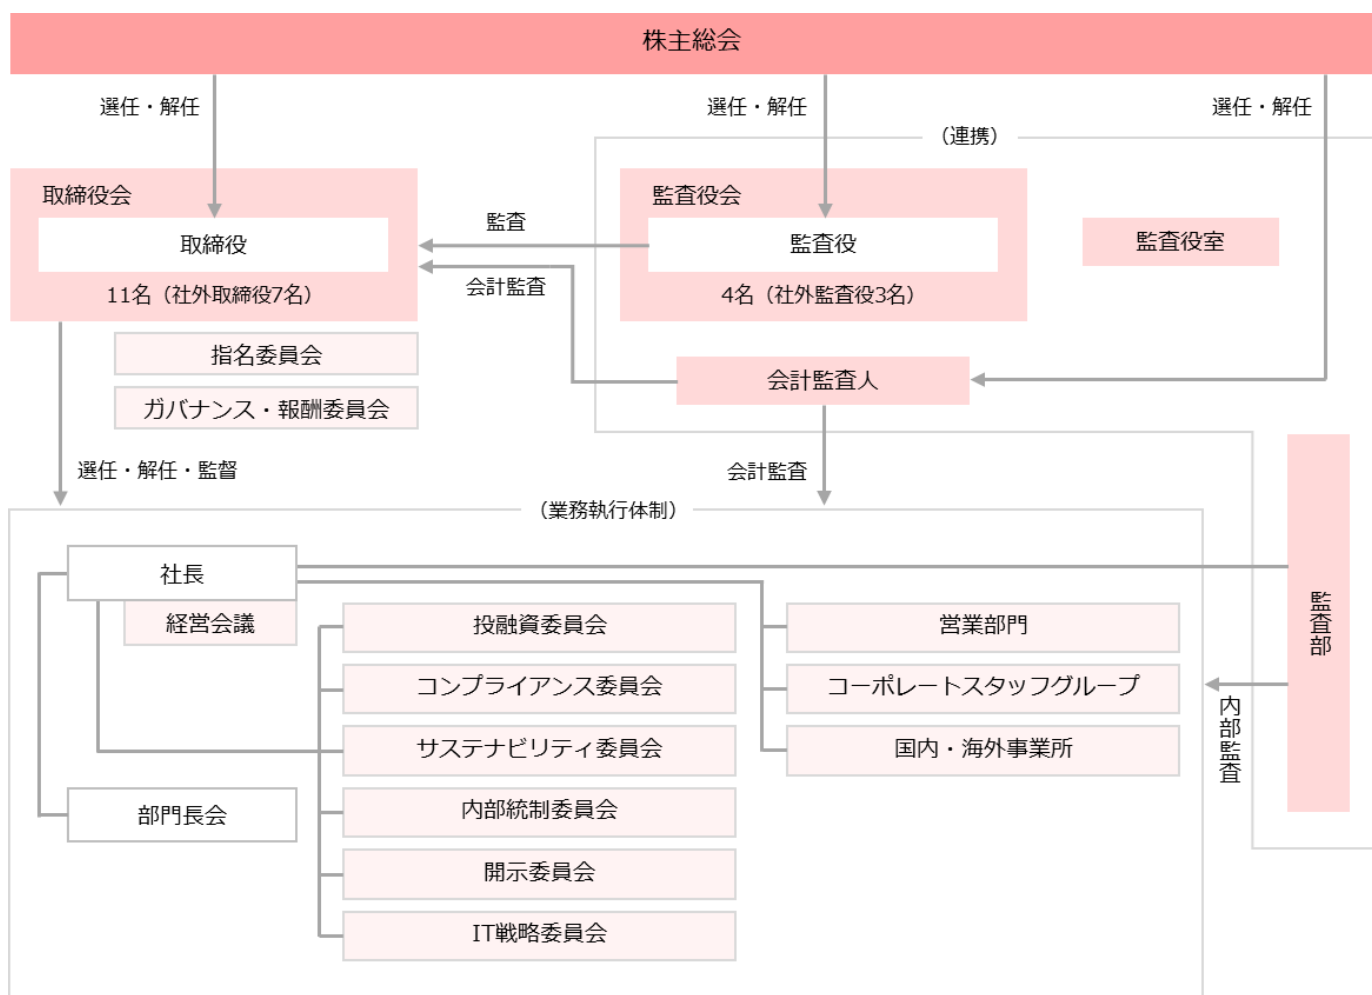 株主総会
選任・解任
選任・解任
選任・解任
（連携）
取締役会
取締役
11名（社外取締役7名）
監査
会計監査
監査役会
監査役
4名（社外監査役3名）
監査役室
指名委員会
ガバナンス・報酬委員会
会計監査人
選任・解任・監督
会計監査
（業務執行体制）
社長
経営会議
部門長会
投融資委員会
コンプライアンス委員会
サステナビリティ委員会
内部統制委員会
開示委員会
IT戦略委員会
営業部門
コーポレートスタッフグループ
国内・海外事業所
監査部
内部監査